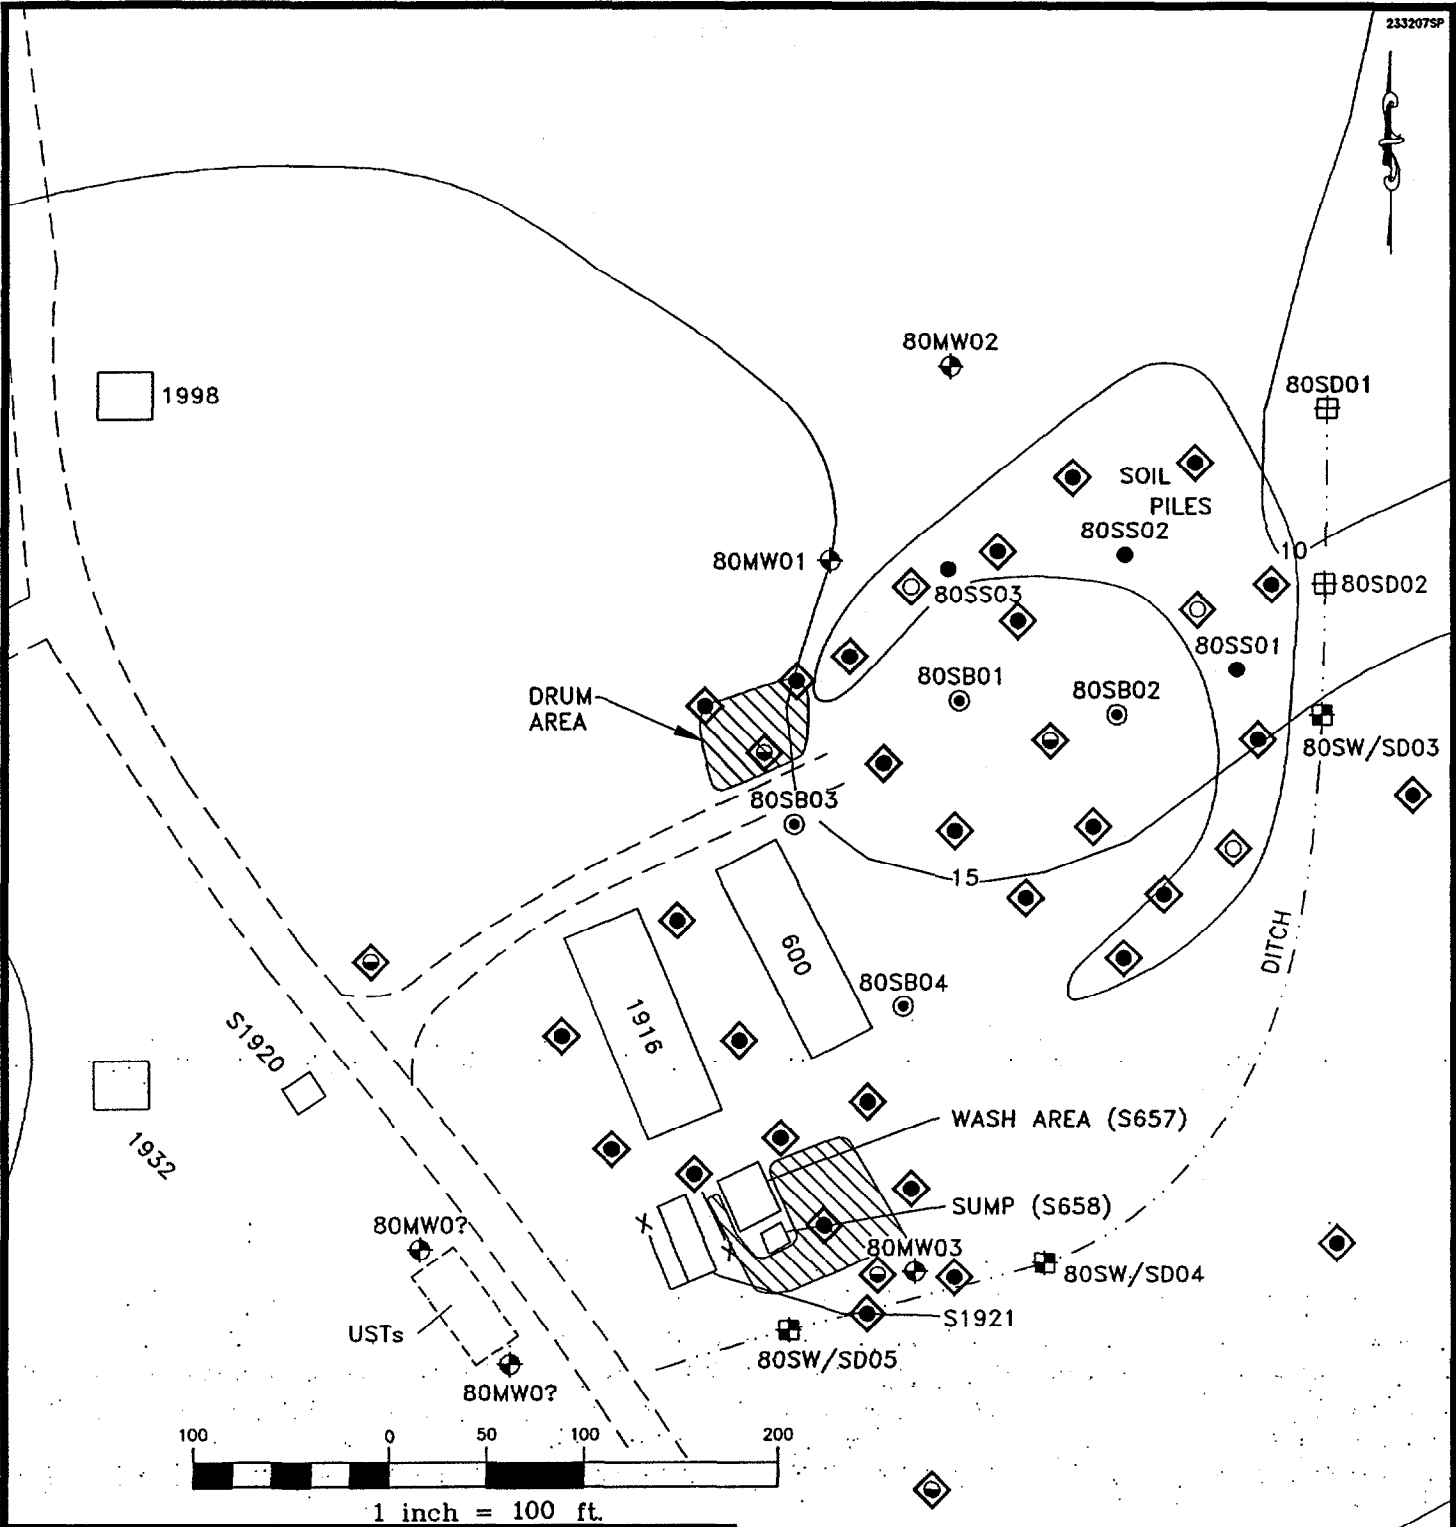 233207SP
80MW02
80SD01
1998
SOIL
PILES
80SS02
10
80MW01
80SD02
80SS03
80SS01
80SB01
80SB02
DRUM
AREA
80SW/SD03
80SB03
15
600
DITCH
80SB04
1916
S1920
WASH AREA (S657)
1932
SUMP (S658)
80MW0?
X
X
80MW03
80SW/SD04
S1921
USTs
80SW/SD05
80MW0?
100 0 50 100 200
1 inch = 100 ft.